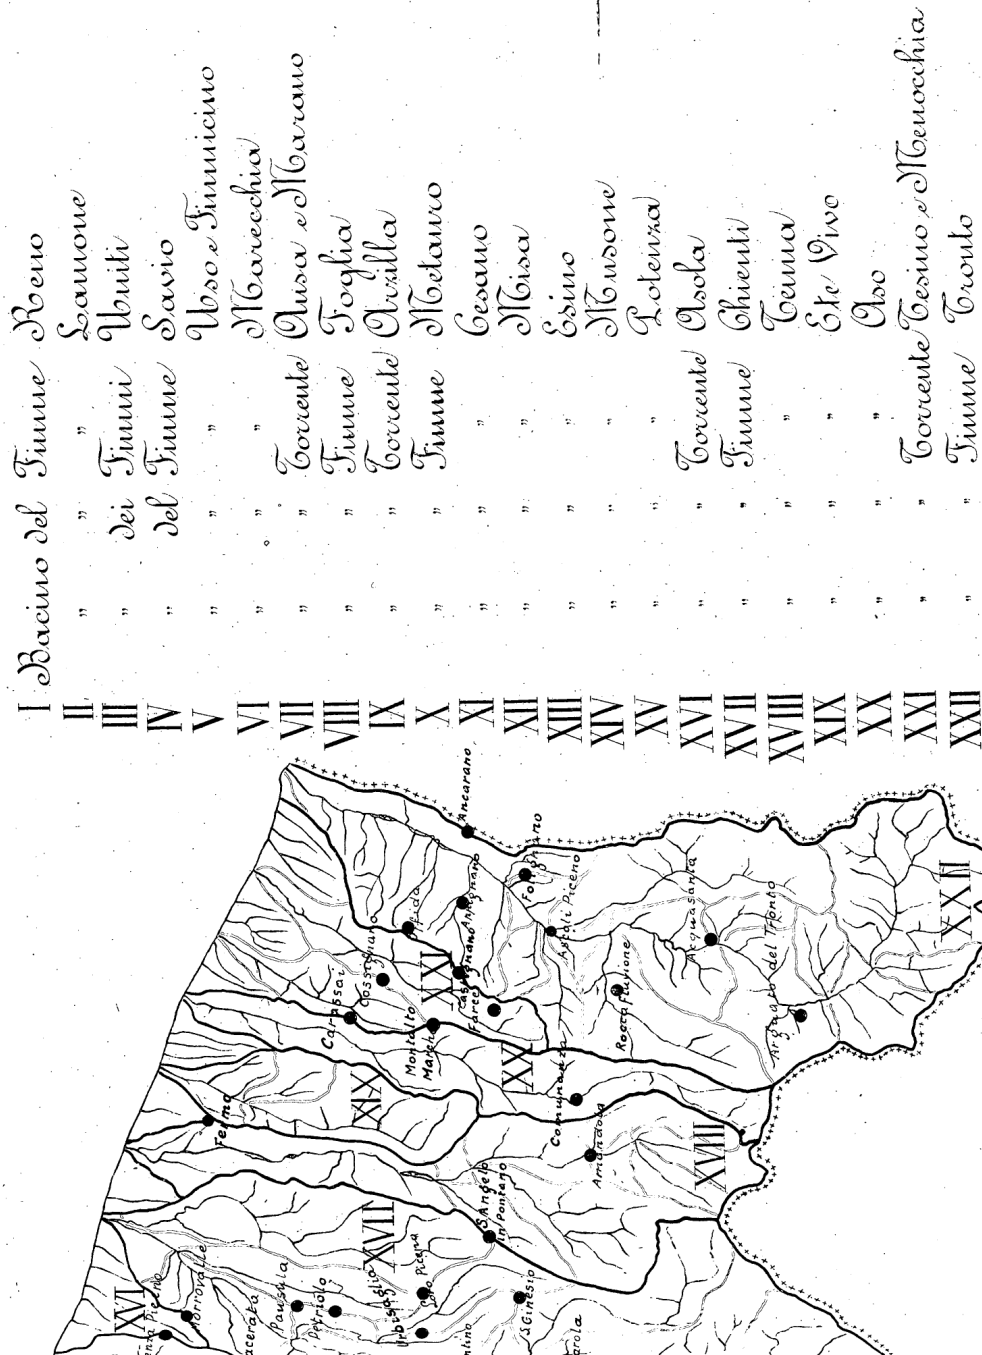 I Bacino del Fiume Reno
II " " " Lamone
III " dei Fiumi Uniti
IV " del Fiume Savio
V " " " Uso e Fiumicino
VI " " " Marecchia
VII " " Torrente Ausa e Marano
VIII " " Fiume Foglia
IX " " Torrente Arzilla
X " " Fiume Metauro
XI " " " Cesano
XII " " " Misa
XIII " " " Esino
XIV " " " Musone
XV " " " Potenza
XVI " " Torrente Asola
XVII " " Fiume Chienti
XVIII " " " Tenna
XIX " " " Ete Vivo
XX " " " Aso
XXI " " Torrente Tesino e Menocchia
XXII " " Fiume Tronto
Ancarano
Folignano
Appignano
Offida
Ascoli Piceno
Acquasanta
XXII
Castignano
XXI
Cossignano
Force
Roccafluvione
Arquata del Tronto
Carassai
Montalto
Marche
XX
Comunanza
XIX
Fermo
Amandola
XVIII
S. Angelo
in Pontano
XVII
XVI
Morrovalle
Pausula
Petriolo
Urbisaglia
S. Ginesio